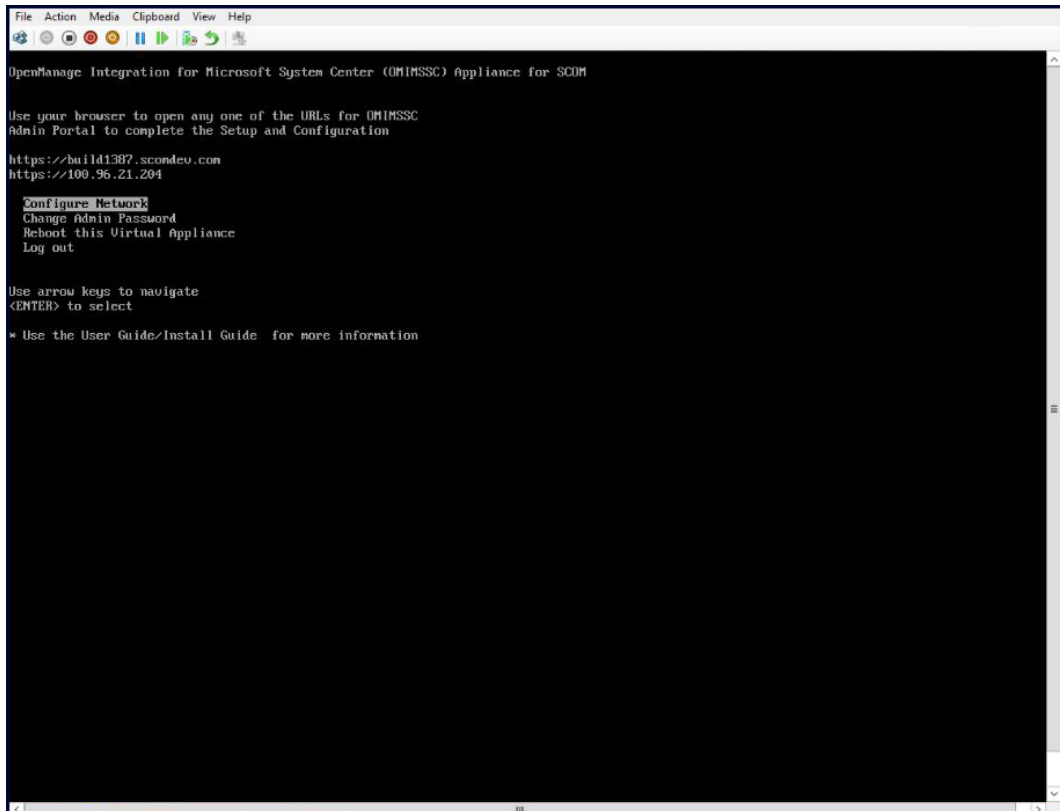 File Action Media Clipboard View Help
OpenManage Integration for Microsoft System Center (OMIMSSC) Appliance for SCOM
Use your browser to open any one of the URLs for OMIMSSC
Admin Portal to complete the Setup and Configuration
https://build1387.scomdev.com
https://100.96.21.204
Configure Network
Change Admin Password
Reboot this Virtual Appliance
Log out
Use arrow keys to navigate
<ENTER> to select
* Use the User Guide/Install Guide for more information